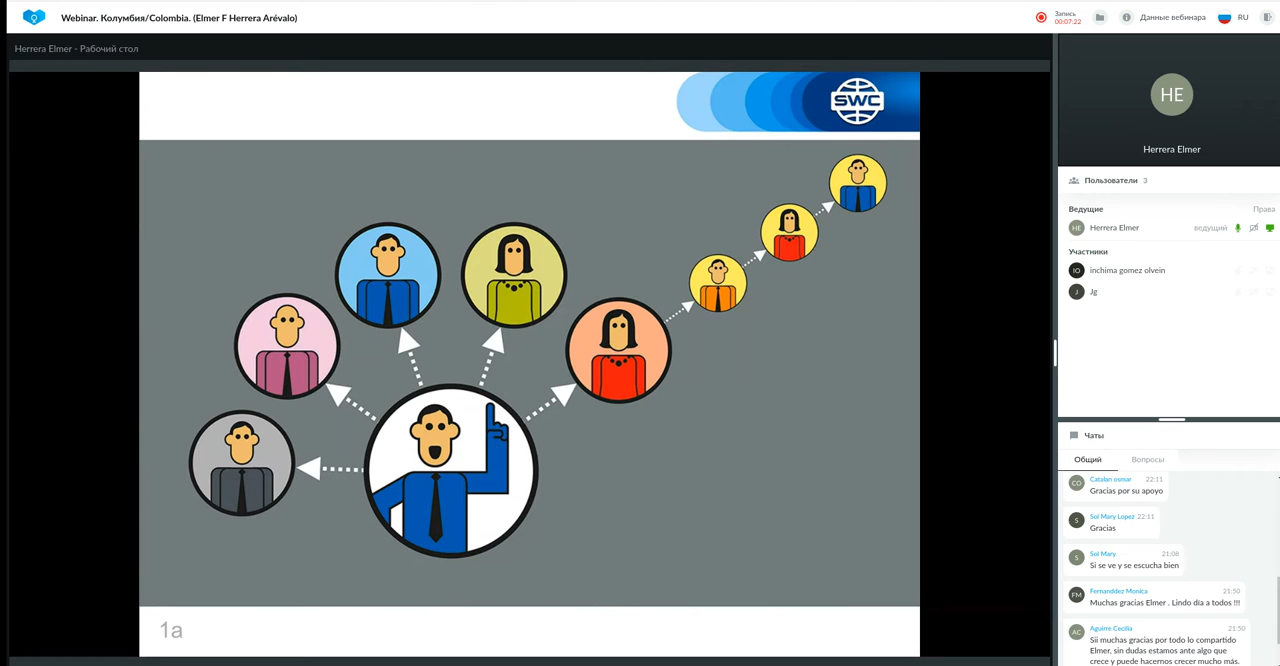 Webinar. Колумбия/Colombia. (Elmer F Herrera Arévalo)
Запись
00:07:22
Данные вебинара
RU
Herrera Elmer - Рабочий стол
SWC
1a
HE
Herrera Elmer
Пользователи 3
Ведущие Права
HE Herrera Elmer ведущий
Участники
IO inchima gomez olvein
J Jg
Чаты
Общий Вопросы
CO Catalan osmar 22:11
Gracias por su apoyo
S Sol Mary Lopez 22:11
Gracias
S Sol Mary 21:08
Si se ve y se escucha bien
FM Fernanddez Monica 21:50
Muchas gracias Elmer . Lindo día a todos !!!
AC Aguirre Cecilia 21:50
Sii muchas gracias por todo lo compartido
Elmer, sin dudas estamos ante algo que
crece y puede hacernos crecer mucho más.